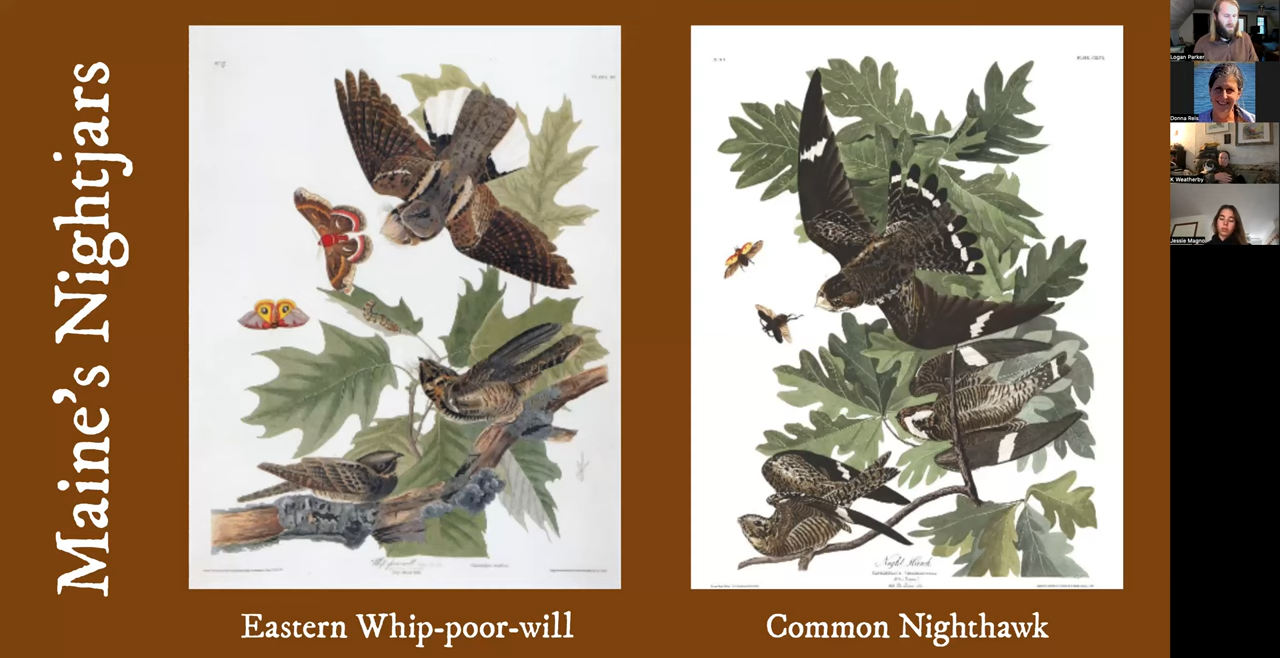 Maine's Nightjars
Eastern Whip-poor-will
Common Nighthawk
Night Hawk
Logan Parker
Donna Reis
K Weatherby
Jessie Magno